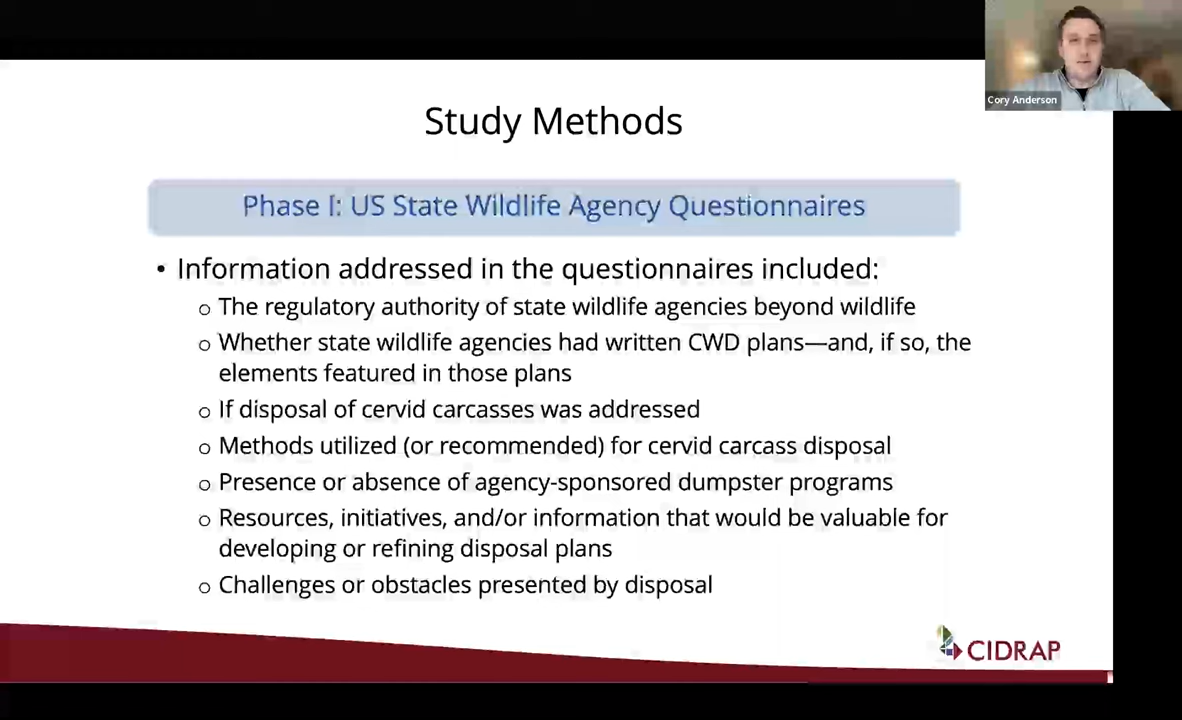 Cory Anderson
Study Methods
Phase I: US State Wildlife Agency Questionnaires
• Information addressed in the questionnaires included:
o The regulatory authority of state wildlife agencies beyond wildlife
o Whether state wildlife agencies had written CWD plans—and, if so, the
elements featured in those plans
o If disposal of cervid carcasses was addressed
o Methods utilized (or recommended) for cervid carcass disposal
o Presence or absence of agency-sponsored dumpster programs
o Resources, initiatives, and/or information that would be valuable for
developing or refining disposal plans
o Challenges or obstacles presented by disposal
CIDRAP